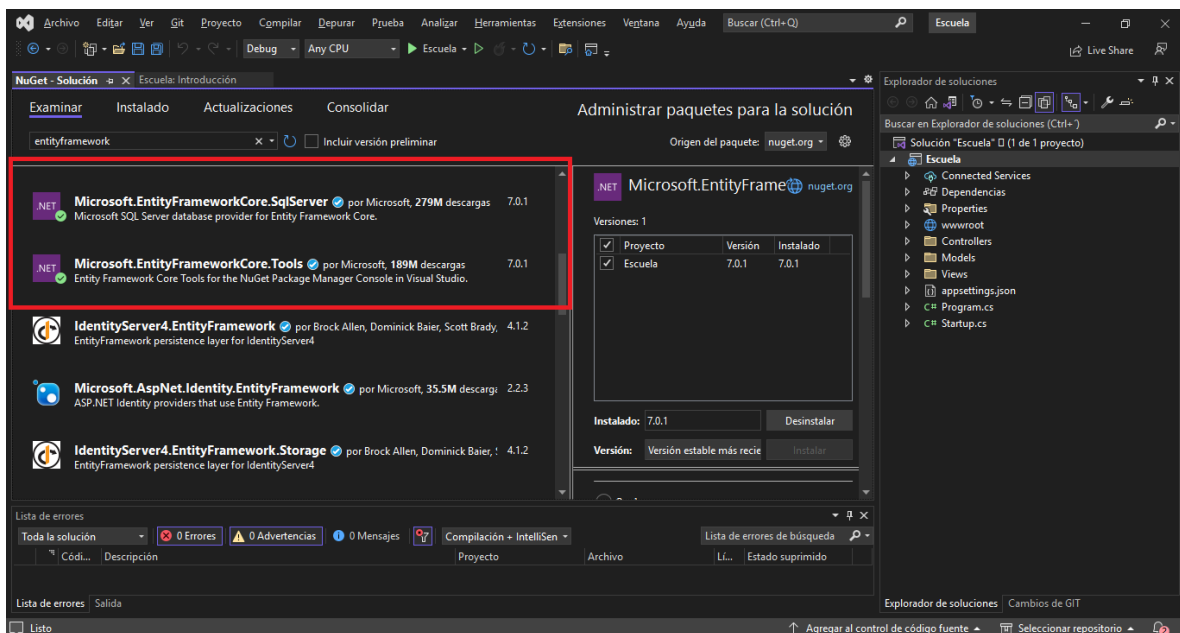 Archivo Editar Ver Git Proyecto Compilar Depurar Prueba Analizar Herramientas Extensiones Ventana Ayuda Buscar (Ctrl+Q) Escuela
Debug Any CPU Escuela Live Share
NuGet - Solución Escuela: Introducción
Examinar Instalado Actualizaciones Consolidar
Administrar paquetes para la solución
entityframework Incluir versión preliminar
Origen del paquete: nuget.org
.NET Microsoft.EntityFrameworkCore.SqlServer por Microsoft, 279M descargas 7.0.1
Microsoft SQL Server database provider for Entity Framework Core.
.NET Microsoft.EntityFrameworkCore.Tools por Microsoft, 189M descargas 7.0.1
Entity Framework Core Tools for the NuGet Package Manager Console in Visual Studio.
IdentityServer4.EntityFramework por Brock Allen, Dominick Baier, Scott Brady, 4.1.2
EntityFramework persistence layer for IdentityServer4
Microsoft.AspNet.Identity.EntityFramework por Microsoft, 35.5M descarga 2.2.3
ASP.NET Identity providers that use Entity Framework.
IdentityServer4.EntityFramework.Storage por Brock Allen, Dominick Baier, 4.1.2
EntityFramework persistence layer for IdentityServer4
.NET Microsoft.EntityFrame nuget.org
Versiones: 1
Proyecto Versión Instalado
Escuela 7.0.1 7.0.1
Instalado: 7.0.1 Desinstalar
Versión: Versión estable más recie Instalar
Explorador de soluciones
Buscar en Explorador de soluciones (Ctrl+´)
Solución "Escuela" (1 de 1 proyecto)
Escuela
Connected Services
Dependencias
Properties
wwwroot
Controllers
Models
Views
appsettings.json
C# Program.cs
C# Startup.cs
Lista de errores
Toda la solución 0 Errores 0 Advertencias 0 Mensajes Compilación + IntelliSen Lista de errores de búsqueda
Códi... Descripción Proyecto Archivo Lí... Estado suprimido
Lista de errores Salida
Explorador de soluciones Cambios de GIT
Listo Agregar al control de código fuente Seleccionar repositorio 2